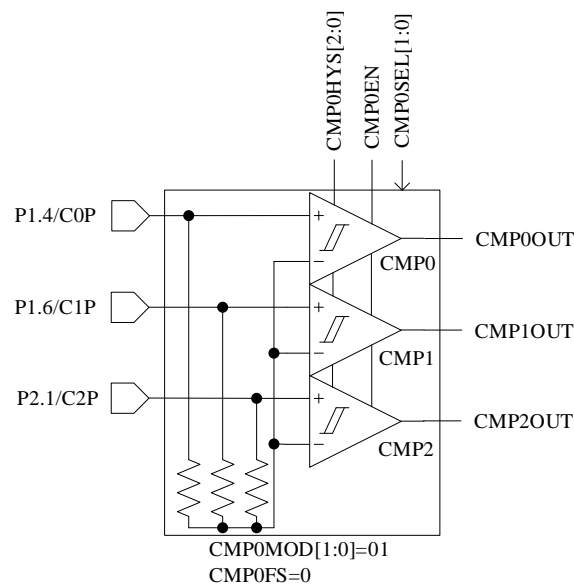 CMP0HYS[2:0]
CMP0EN
CMP0SEL[1:0]
P1.4/C0P
+
−
CMP0
CMP0OUT
P1.6/C1P
+
−
CMP1
CMP1OUT
P2.1/C2P
+
−
CMP2
CMP2OUT
CMP0MOD[1:0]=01
CMP0FS=0